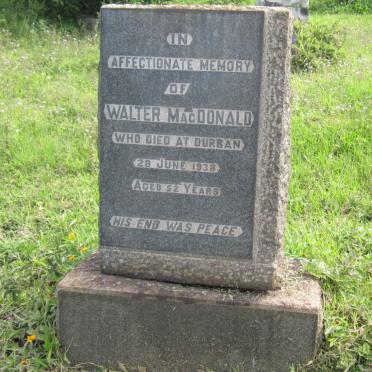 IN
AFFECTIONATE MEMORY
OF
WALTER MACDONALD
WHO DIED AT DURBAN
28 JUNE 1938
AGED 52 YEARS
HIS END WAS PEACE